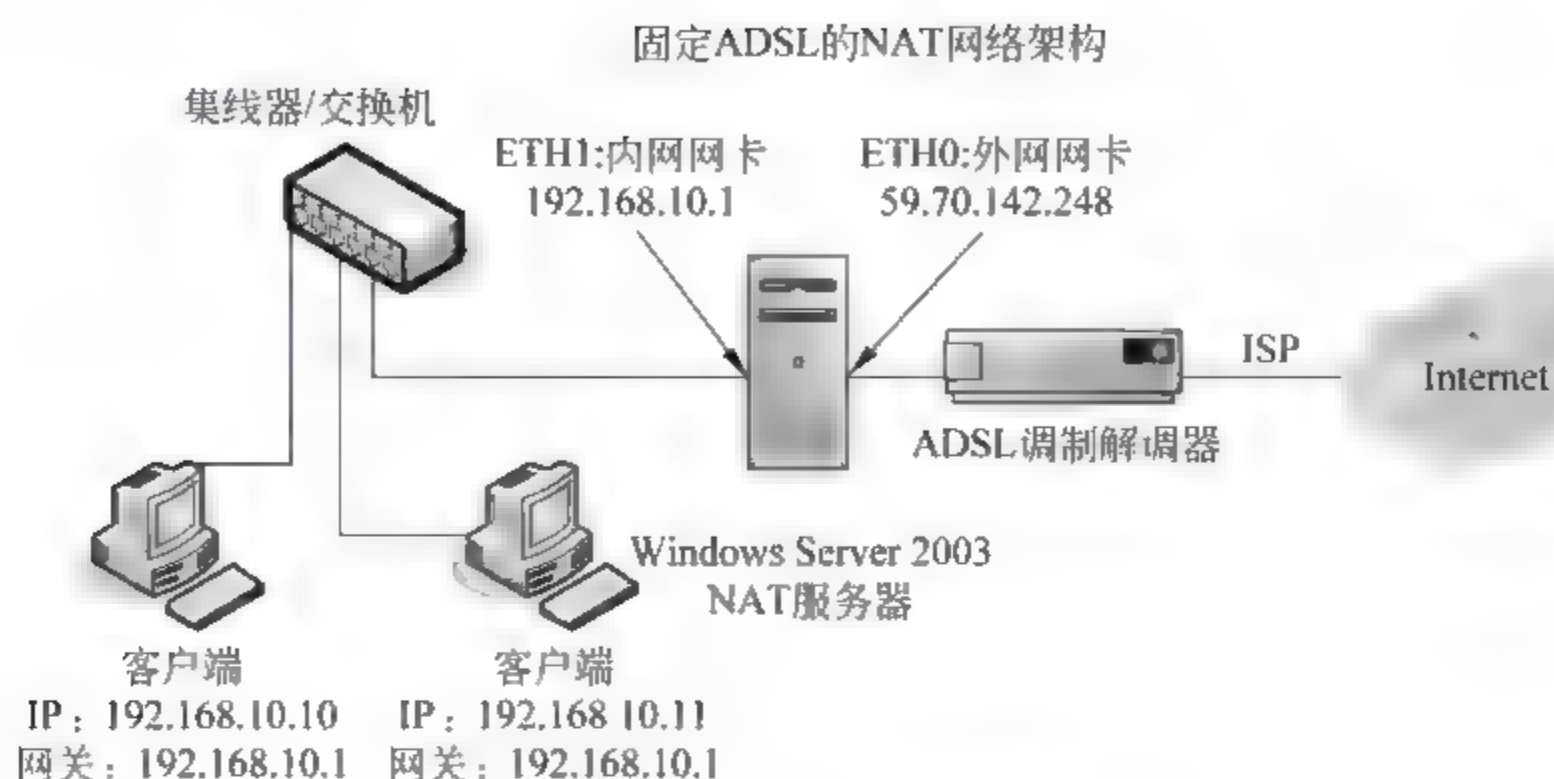 固定ADSL的NAT网络架构
集线器/交换机
ETH1:内网网卡
192.168.10.1
ETH0:外网网卡
59.70.142.248
ISP
Internet
ADSL调制解调器
Windows Server 2003
NAT服务器
客户端
IP：192.168.10.10
网关：192.168.10.1
客户端
IP：192.168 10.11
网关：192.168.10.1